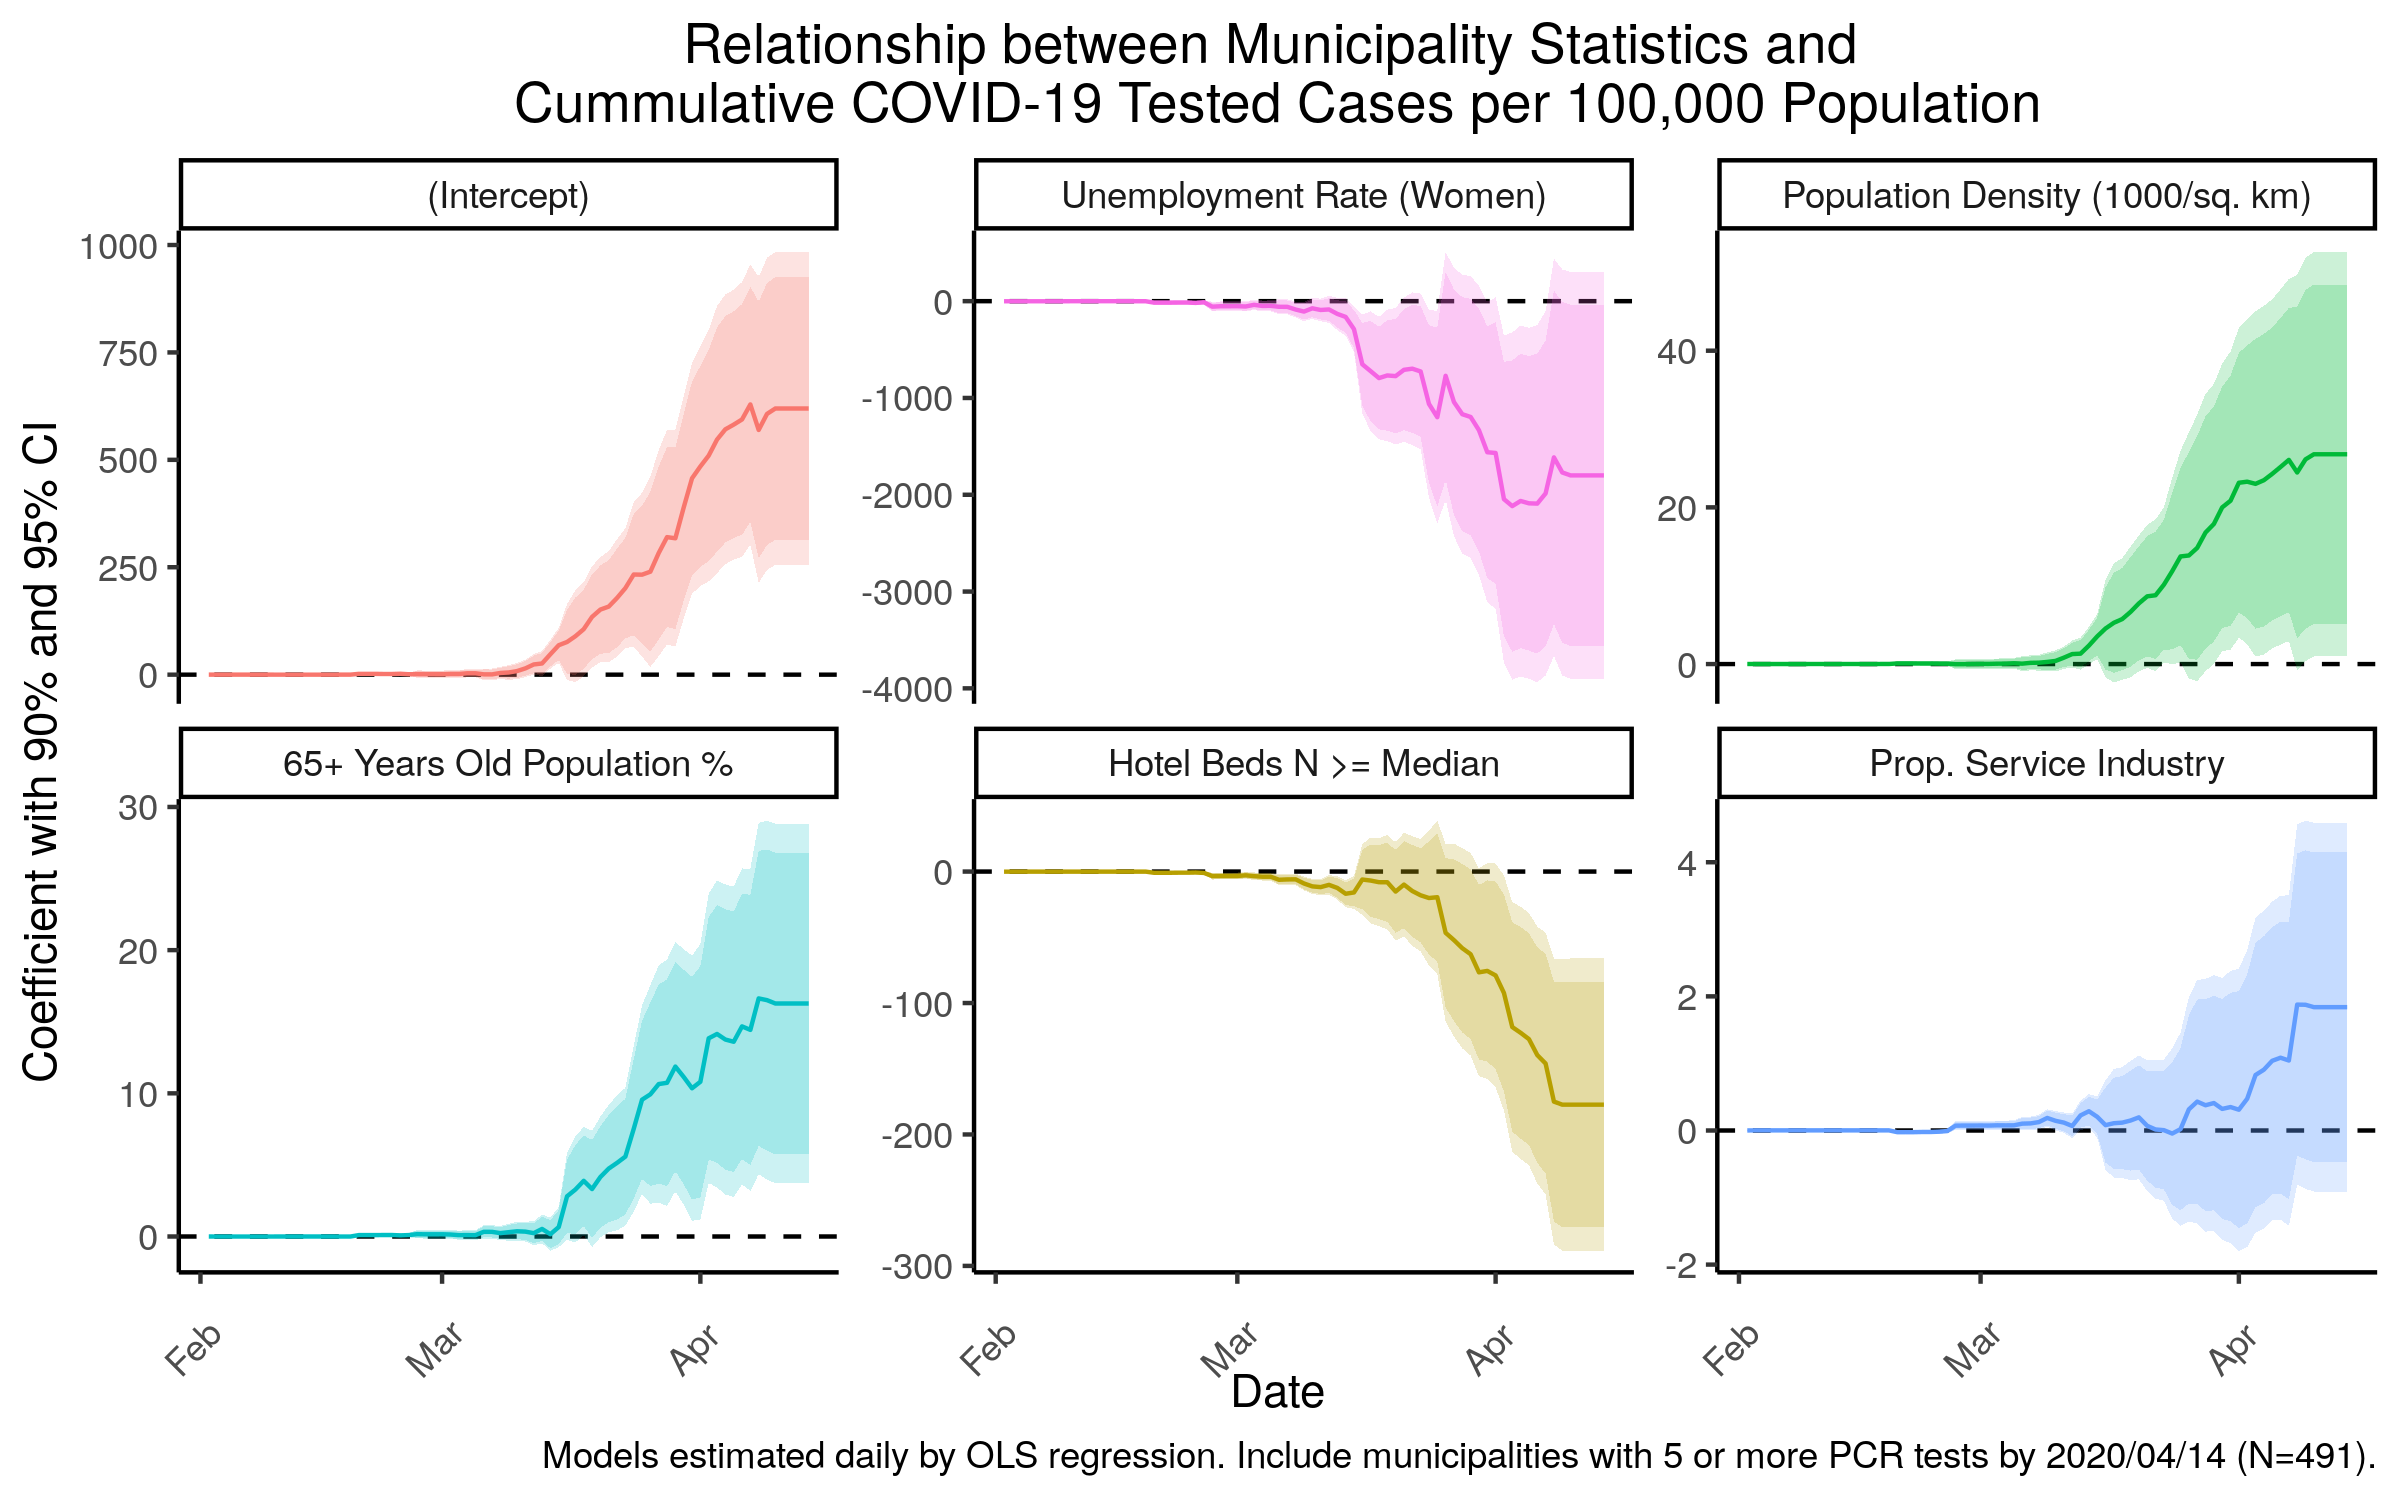 Relationship between Municipality Statistics and
Cummulative COVID-19 Tested Cases per 100,000 Population
Coefficient with 90% and 95% CI
(Intercept)
1000
750
500
250
0
Unemployment Rate (Women)
0
-1000
-2000
-3000
-4000
Population Density (1000/sq. km)
40
20
0
65+ Years Old Population %
30
20
10
0
Feb
Mar
Apr
Hotel Beds N >= Median
0
-100
-200
-300
Feb
Mar
Apr
Prop. Service Industry
4
2
0
-2
Feb
Mar
Apr
Date
Models estimated daily by OLS regression. Include municipalities with 5 or more PCR tests by 2020/04/14 (N=491).